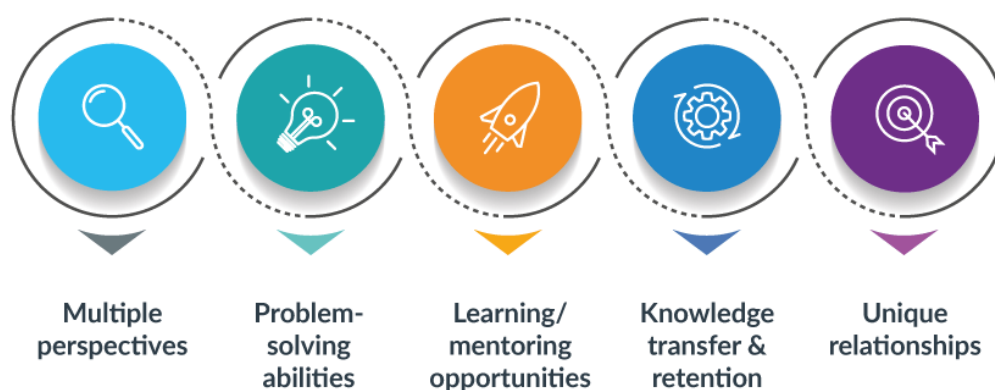 Multiple
perspectives
Problem-
solving
abilities
Learning/
mentoring
opportunities
Knowledge
transfer &
retention
Unique
relationships